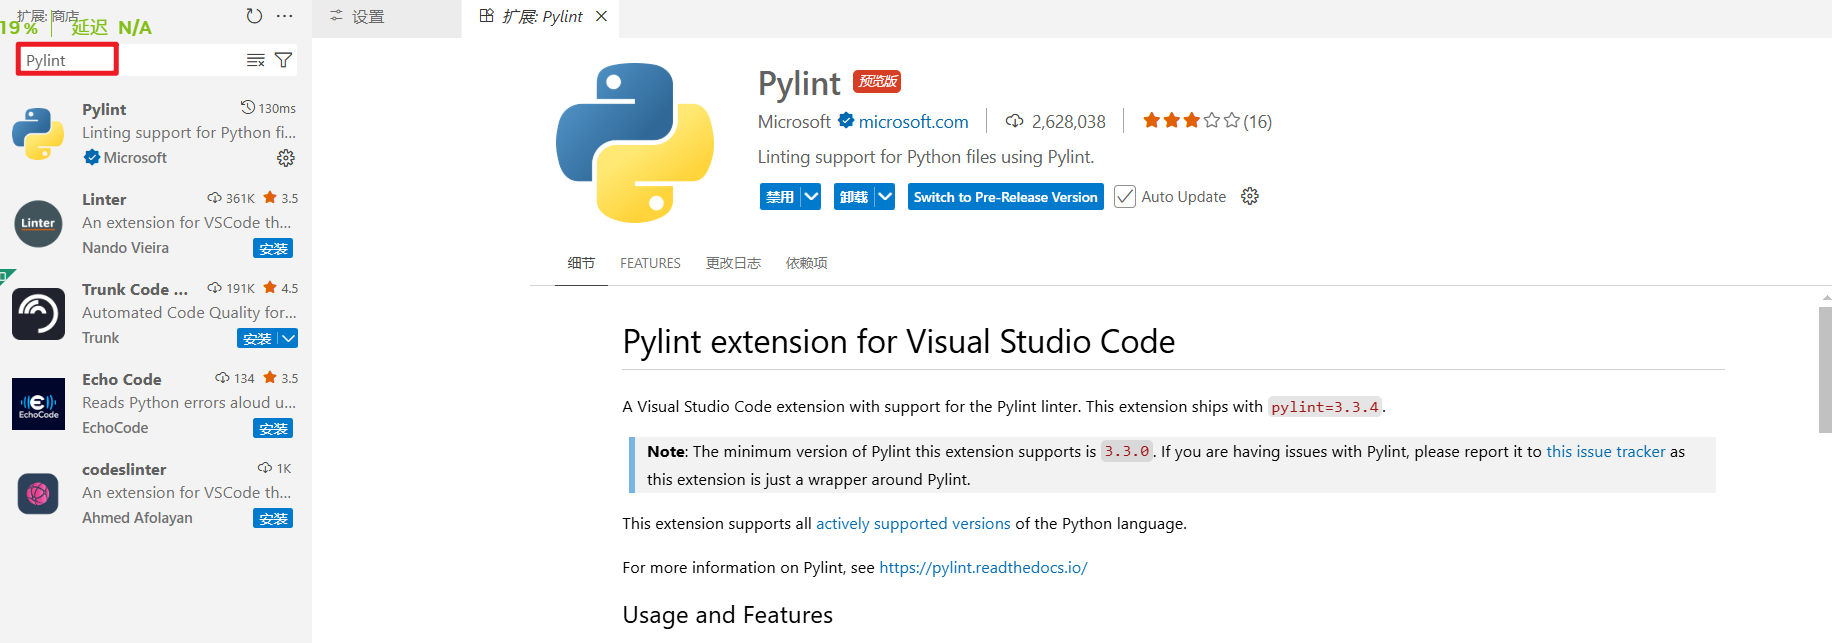 扩展: 商店
19% 延迟 N/A
Pylint
Pylint 130ms
Linting support for Python fi...
Microsoft
Linter 361K 3.5
Linter
An extension for VSCode th...
Nando Vieira 安装
Trunk Code ... 191K 4.5
Automated Code Quality for...
Trunk 安装
Echo Code 134 3.5
EchoCode
Reads Python errors aloud u...
EchoCode 安装
codeslinter 1K
An extension for VSCode th...
Ahmed Afolayan 安装
设置 扩展: Pylint
Pylint 预览版
Microsoft microsoft.com 2,628,038 (16)
Linting support for Python files using Pylint.
禁用 卸载 Switch to Pre-Release Version Auto Update
细节 FEATURES 更改日志 依赖项
Pylint extension for Visual Studio Code
A Visual Studio Code extension with support for the Pylint linter. This extension ships with pylint=3.3.4.
Note: The minimum version of Pylint this extension supports is 3.3.0. If you are having issues with Pylint, please report it to this issue tracker as
this extension is just a wrapper around Pylint.
This extension supports all actively supported versions of the Python language.
For more information on Pylint, see https://pylint.readthedocs.io/
Usage and Features